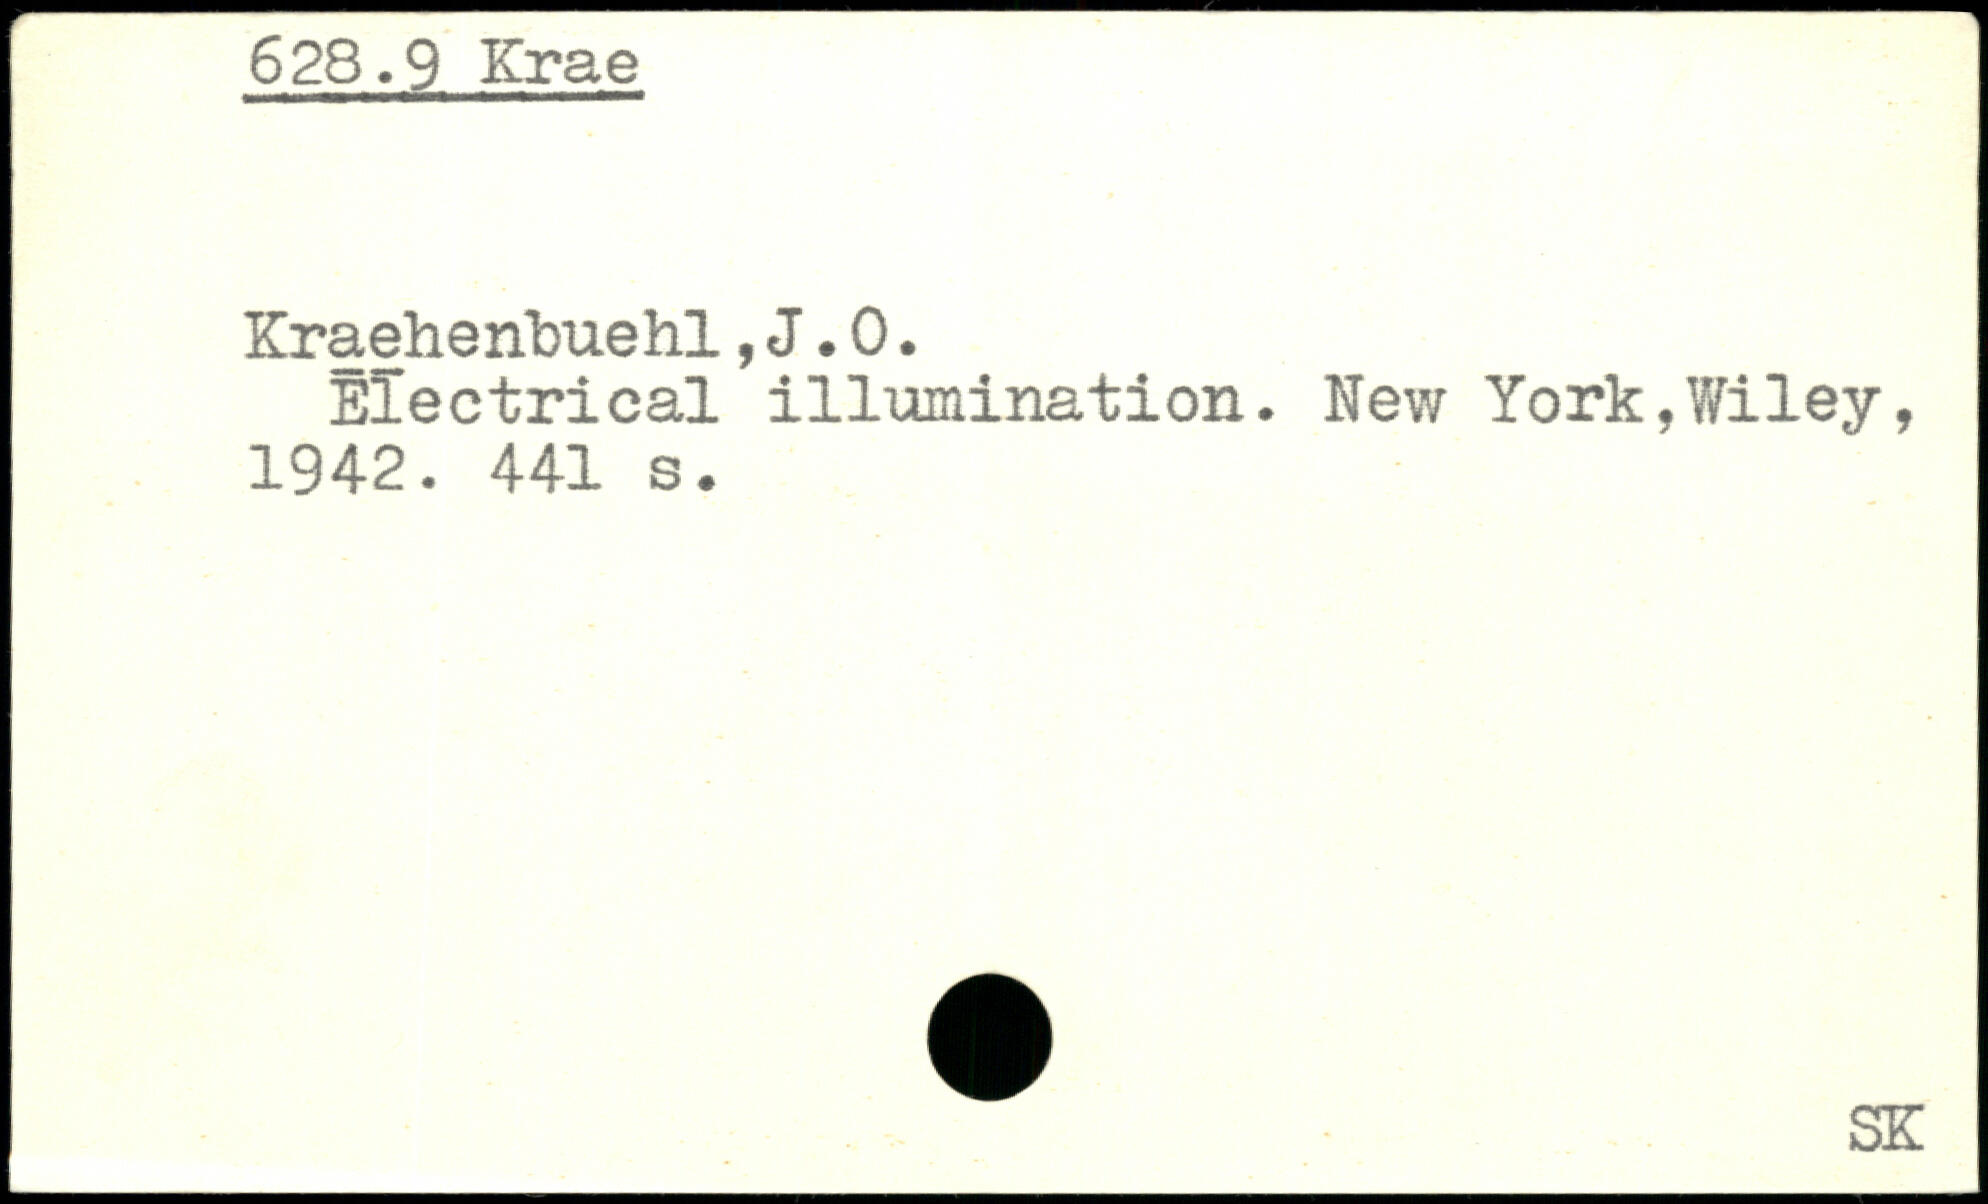 628.9 Krae
Kraehenbuehl,J.O.
Electrical illumination. New York,Wiley,
1942. 441 s.
SK